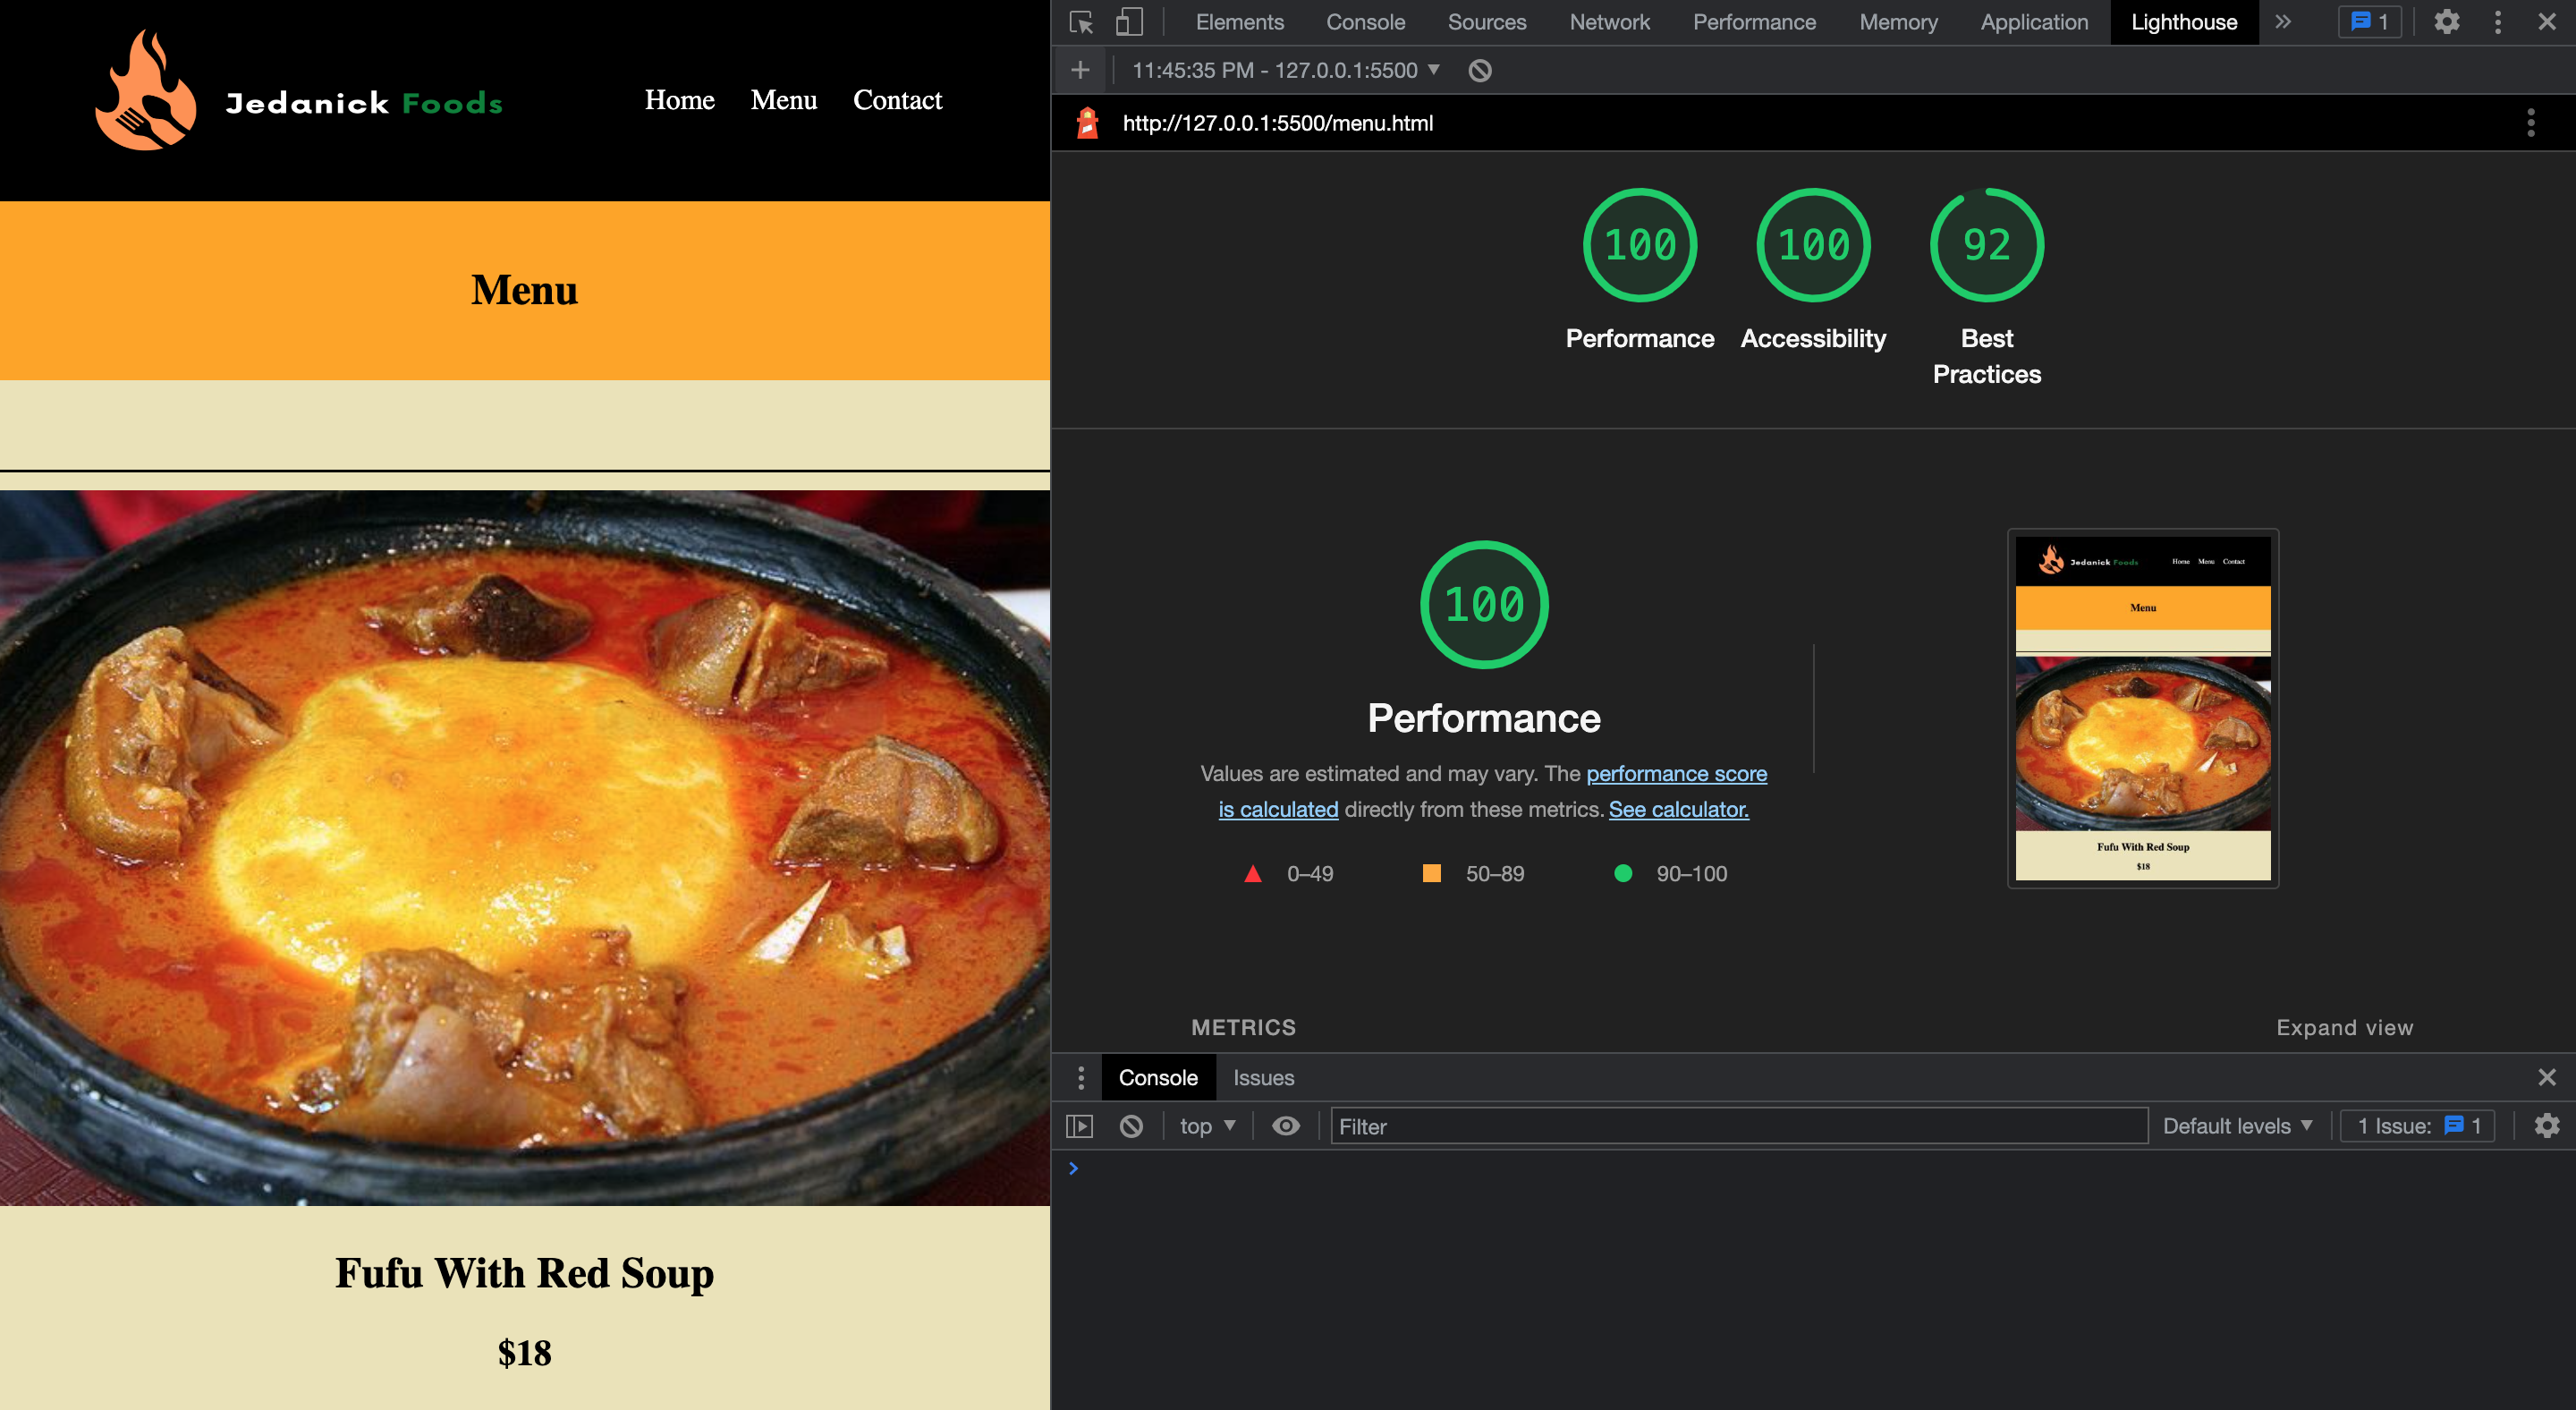 Jedanick Foods
Home Menu Contact
Menu
Fufu With Red Soup
$18
Elements Console Sources Network Performance Memory Application Lighthouse » 1
11:45:35 PM - 127.0.0.1:5500
http://127.0.0.1:5500/menu.html
100 100 92
Performance Accessibility Best Practices
100
Performance
Values are estimated and may vary. The performance score
is calculated directly from these metrics. See calculator.
0–49 50–89 90–100
Jedanick Foods Home Menu Contact
Menu
Fufu With Red Soup
$18
METRICS Expand view
Console Issues
top Filter Default levels 1 Issue: 1